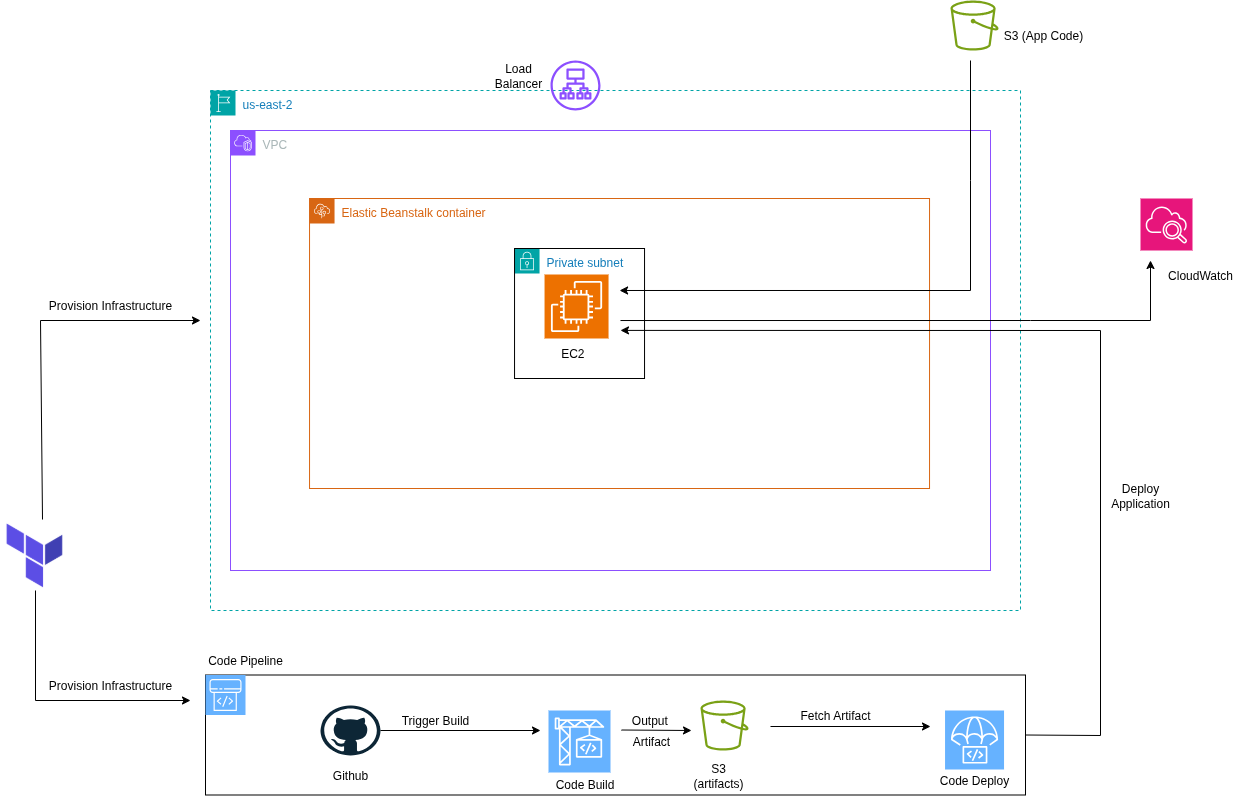 S3 (App Code)
Load
Balancer
us-east-2
VPC
Elastic Beanstalk container
Private subnet
EC2
CloudWatch
Provision Infrastructure
Deploy
Application
Code Pipeline
Provision Infrastructure
Trigger Build
Output
Artifact
Fetch Artifact
Github
Code Build
S3
(artifacts)
Code Deploy